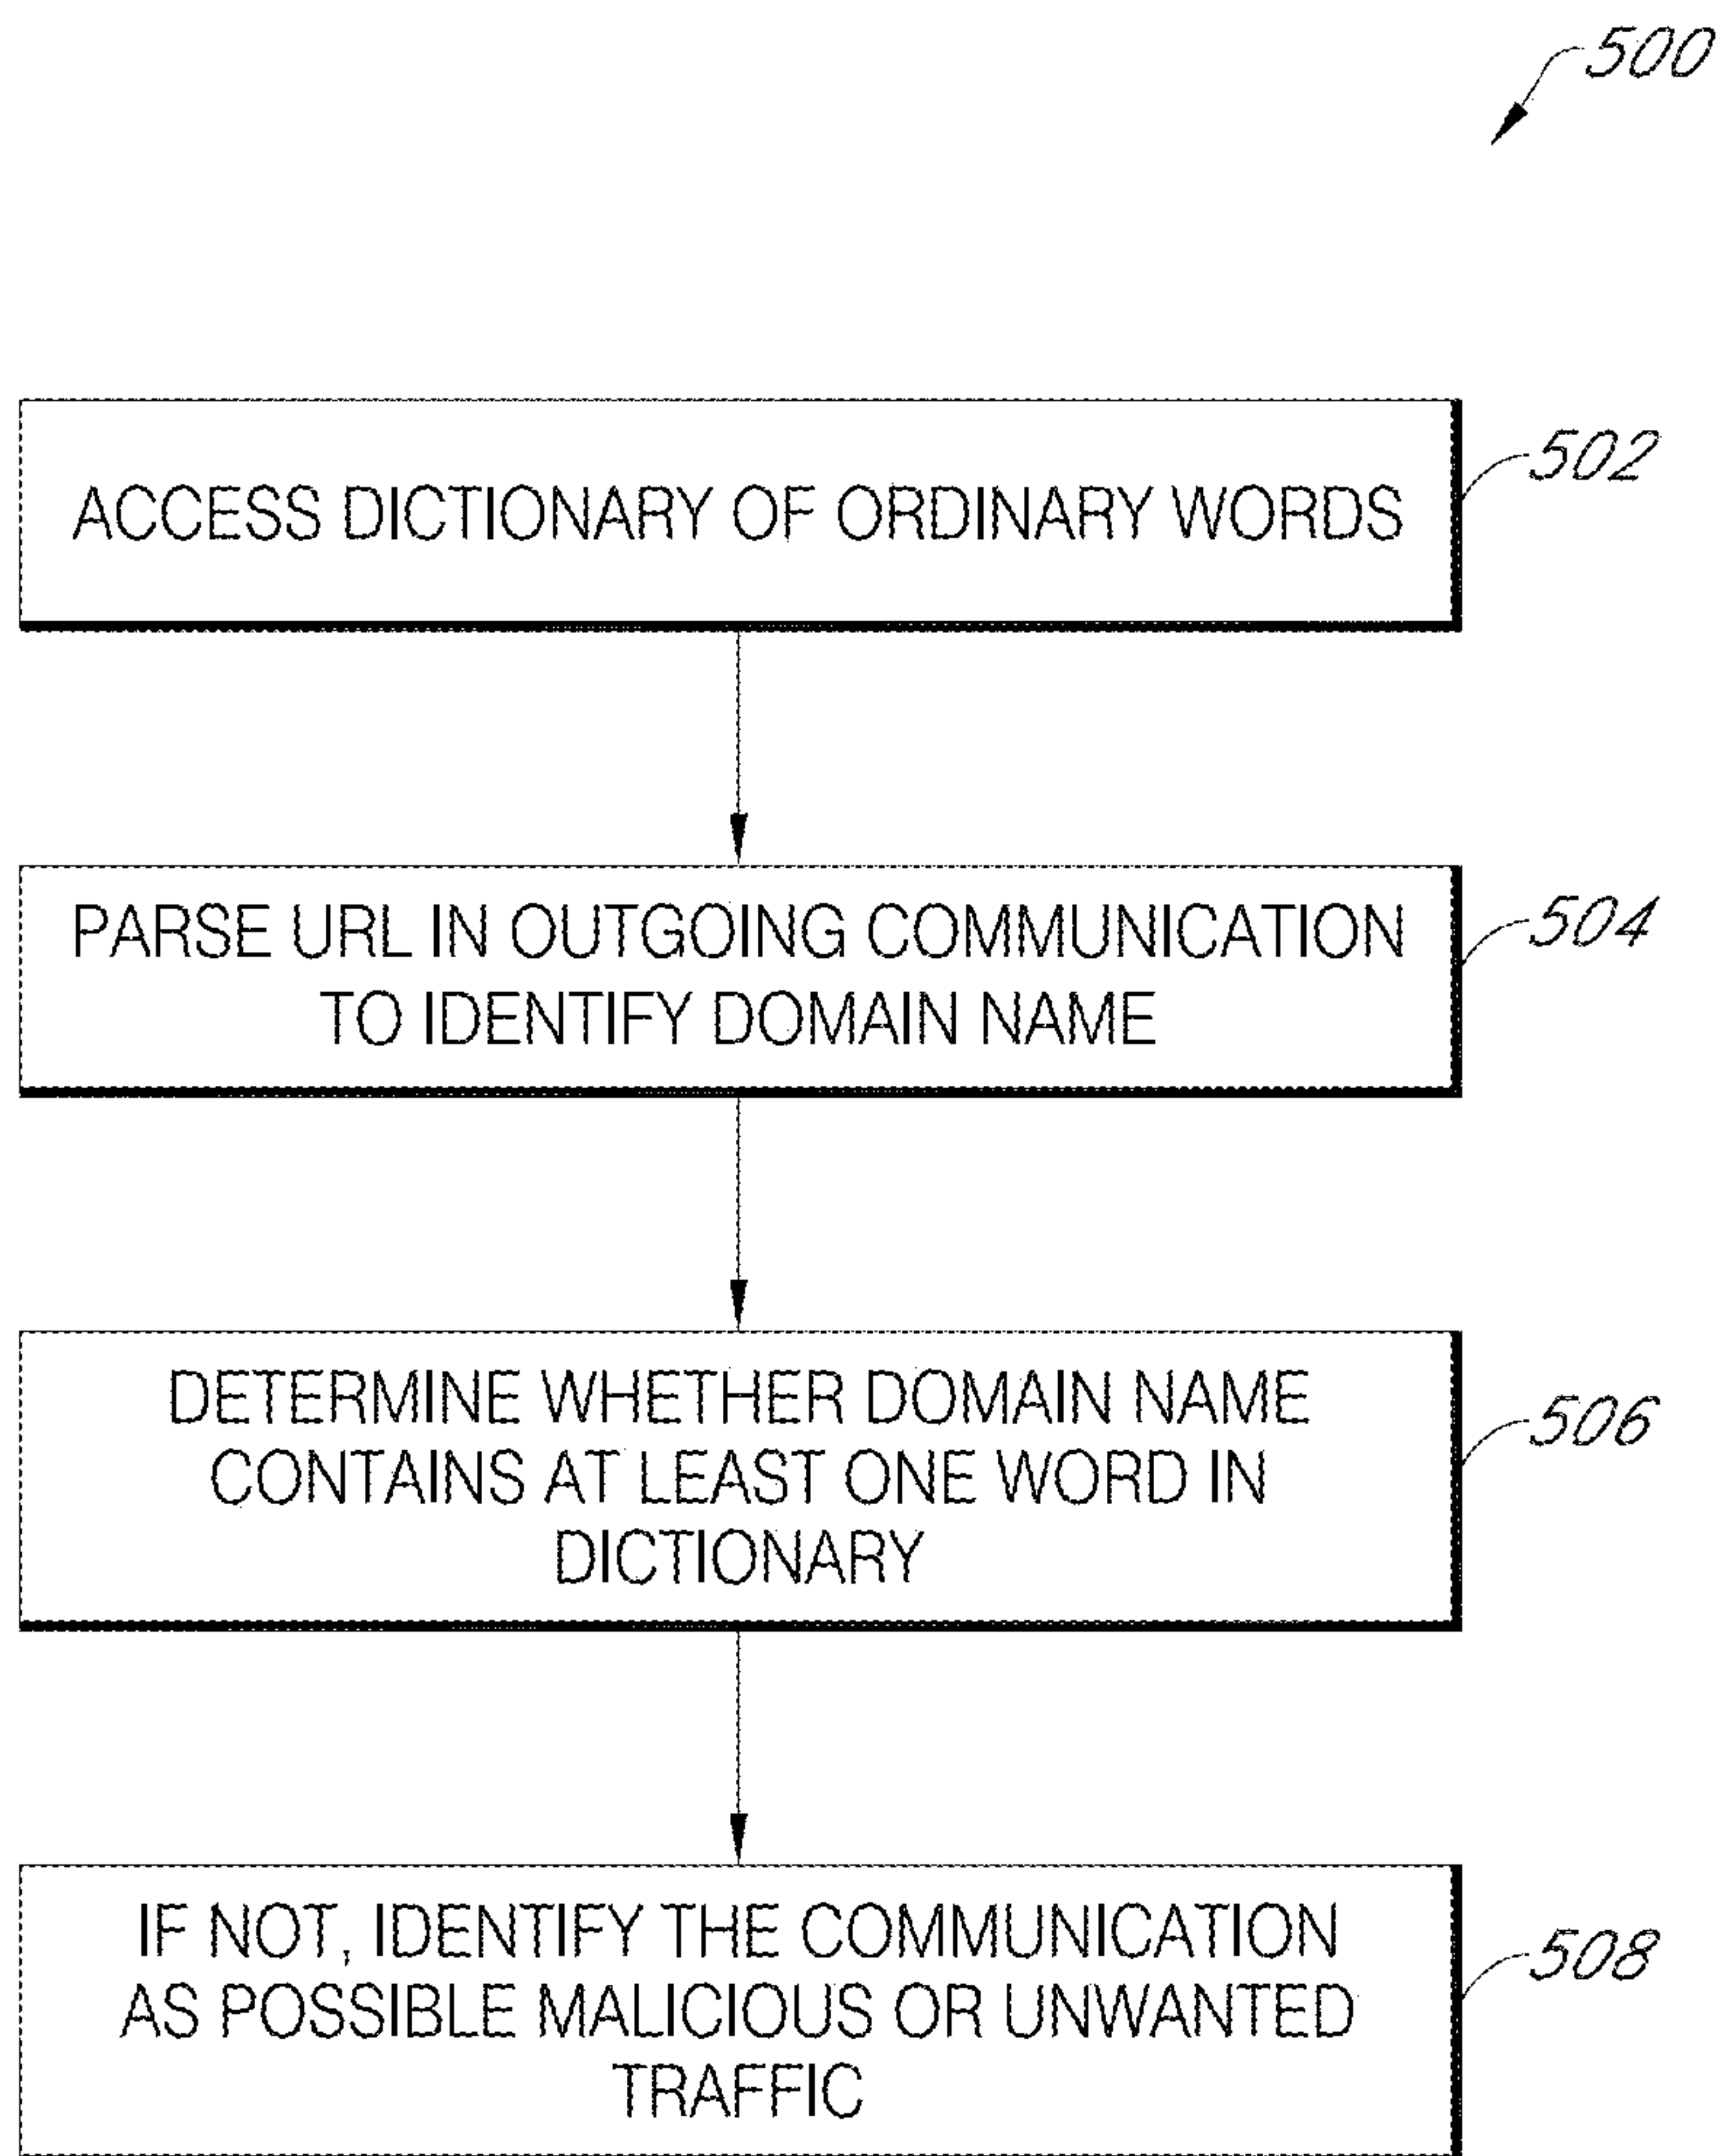 500
ACCESS DICTIONARY OF ORDINARY WORDS
502
PARSE URL IN OUTGOING COMMUNICATION
TO IDENTIFY DOMAIN NAME
504
DETERMINE WHETHER DOMAIN NAME
CONTAINS AT LEAST ONE WORD IN
DICTIONARY
506
IF NOT, IDENTIFY THE COMMUNICATION
AS POSSIBLE MALICIOUS OR UNWANTED
TRAFFIC
508